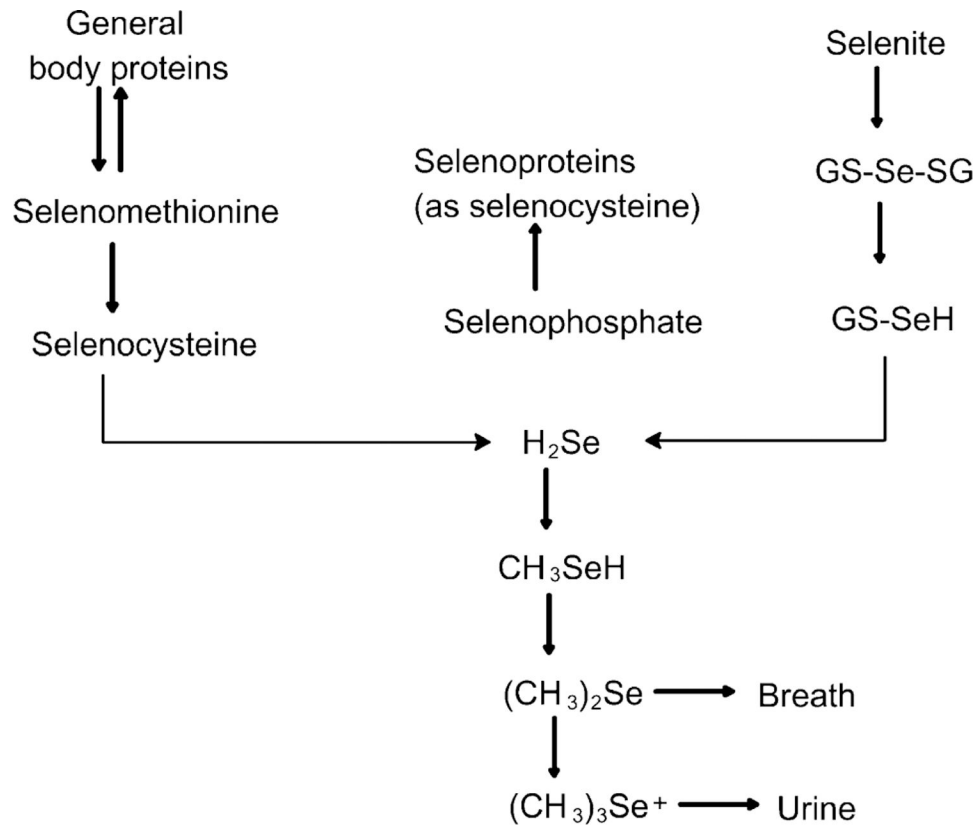 General
body proteins
Selenomethionine
Selenocysteine
Selenoproteins
(as selenocysteine)
Selenophosphate
Selenite
GS-Se-SG
GS-SeH
H₂Se
CH₃SeH
(CH₃)₂Se
Breath
(CH₃)₃Se⁺
Urine